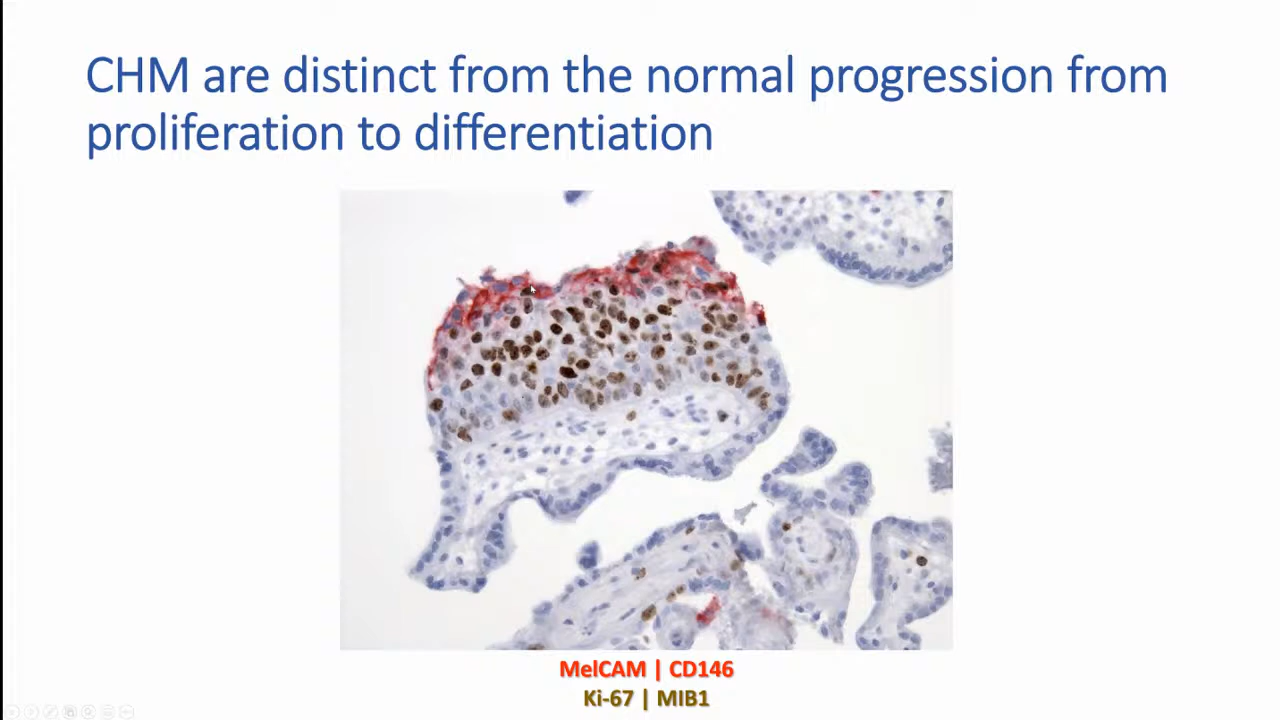 CHM are distinct from the normal progression from
proliferation to differentiation
MelCAM | CD146
Ki-67 | MIB1